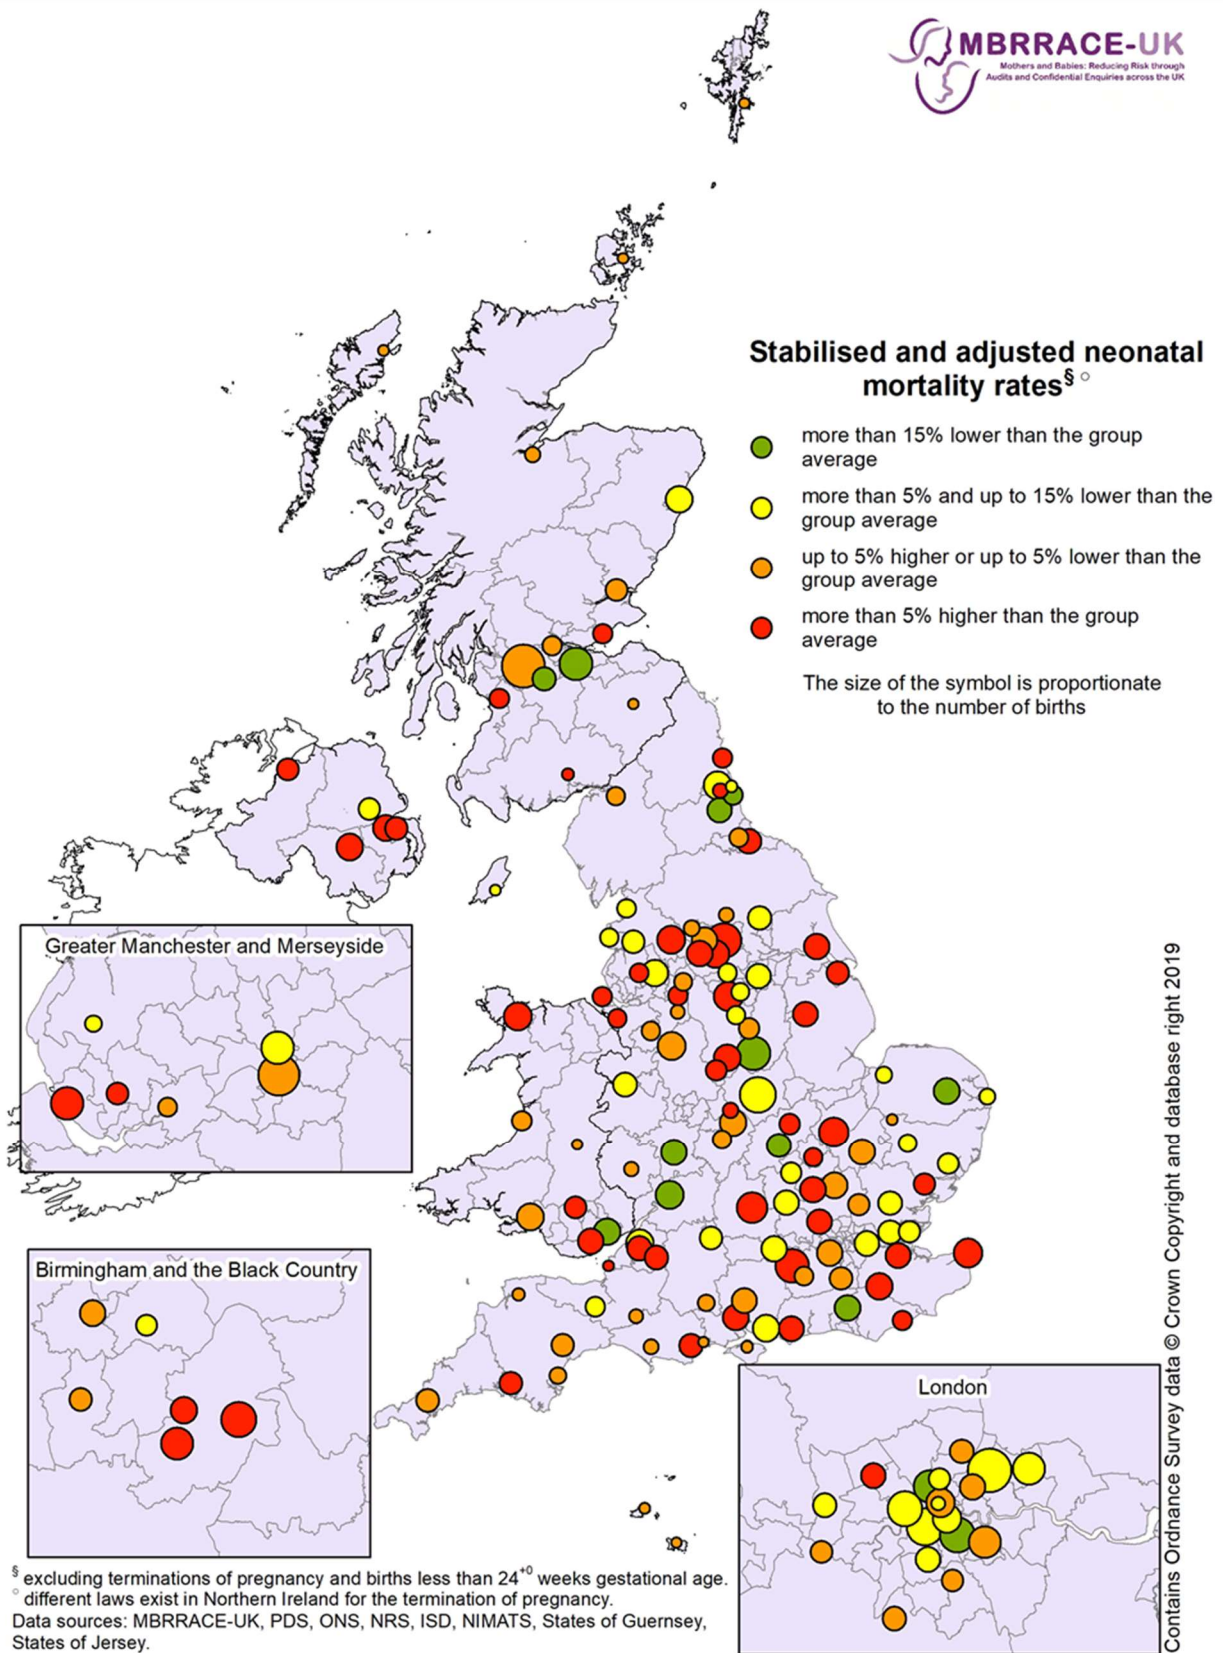 MBRRACE-UK
Mothers and Babies: Reducing Risk through
Audits and Confidential Enquiries across the UK
Stabilised and adjusted neonatal
mortality rates§ ○
more than 15% lower than the group
average
more than 5% and up to 15% lower than the
group average
up to 5% higher or up to 5% lower than the
group average
more than 5% higher than the group
average
The size of the symbol is proportionate
to the number of births
Greater Manchester and Merseyside
Birmingham and the Black Country
London
§ excluding terminations of pregnancy and births less than 24+0 weeks gestational age.
○ different laws exist in Northern Ireland for the termination of pregnancy.
Data sources: MBRRACE-UK, PDS, ONS, NRS, ISD, NIMATS, States of Guernsey,
States of Jersey.
Contains Ordnance Survey data © Crown Copyright and database right 2019